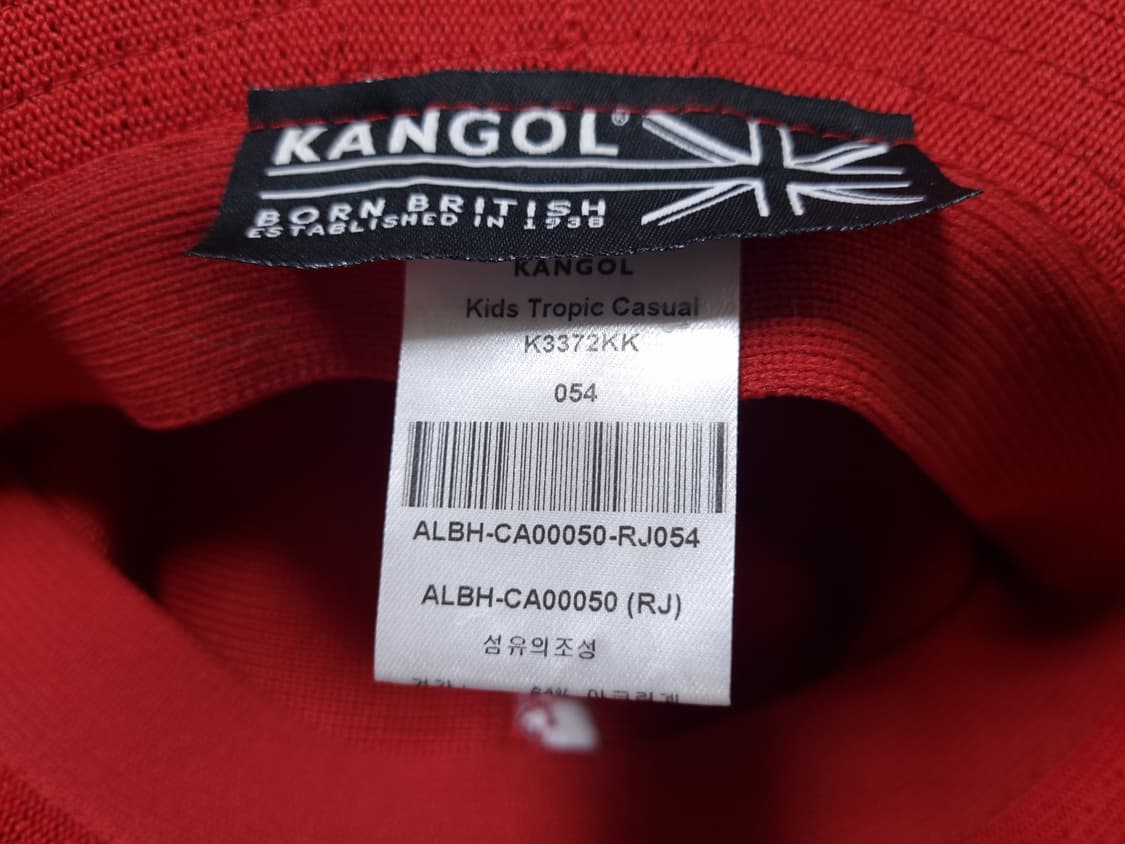 KANGOL®
BORN BRITISH
ESTABLISHED IN 1938
KANGOL
Kids Tropic Casual
K3372KK
054
ALBH-CA00050-RJ054
ALBH-CA00050 (RJ)
섬유의조성